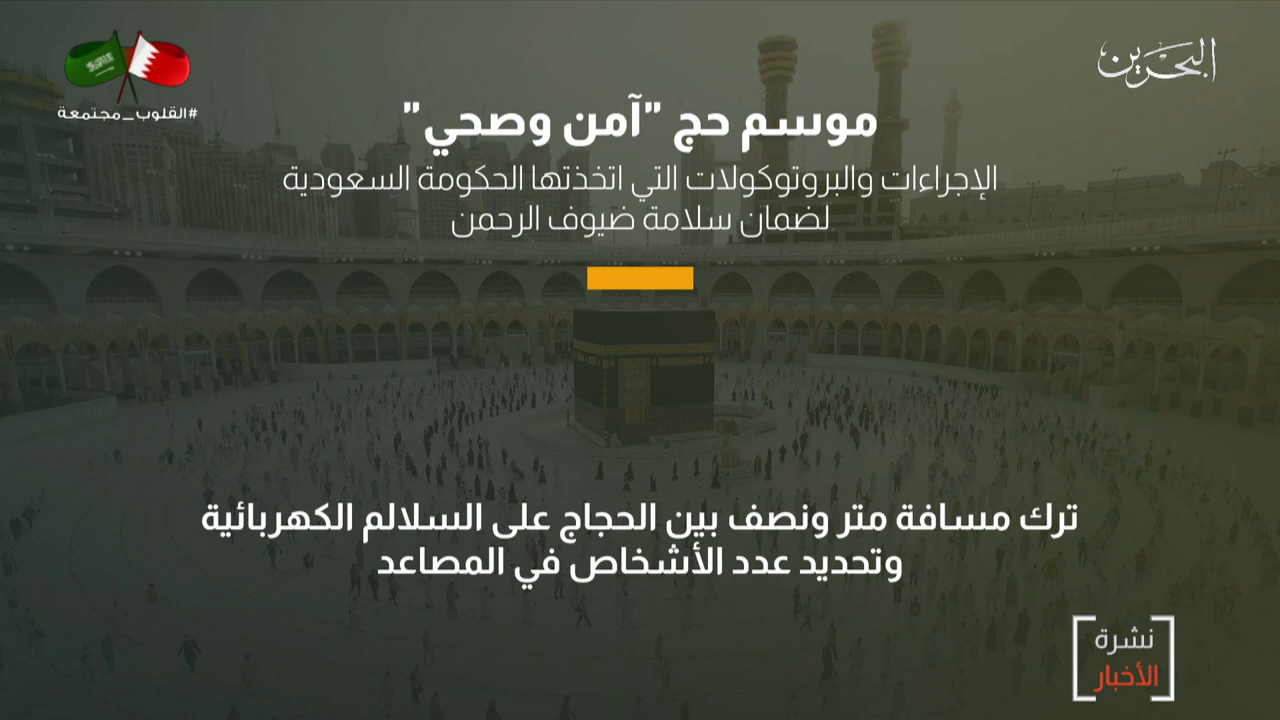 البحرين
#القلوب_مجتمعة
موسم حج "آمن وصحي"
الإجراءات والبروتوكولات التي اتخذتها الحكومة السعودية
لضمان سلامة ضيوف الرحمن
ترك مسافة متر ونصف بين الحجاج على السلالم الكهربائية
وتحديد عدد الأشخاص في المصاعد
نشرة
الأخبار